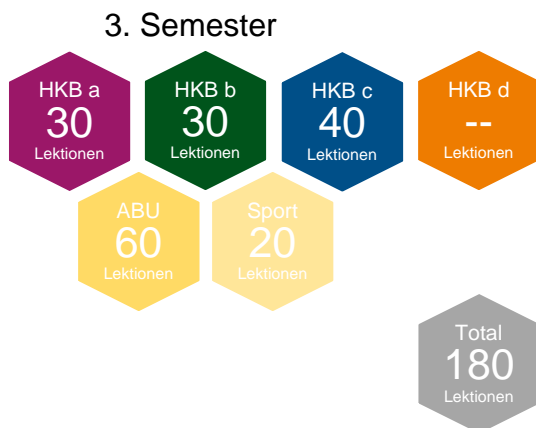 3. Semester
HKB a
30
Lektionen
HKB b
30
Lektionen
HKB c
40
Lektionen
HKB d
--
Lektionen
ABU
60
Lektionen
Sport
20
Lektionen
Total
180
Lektionen